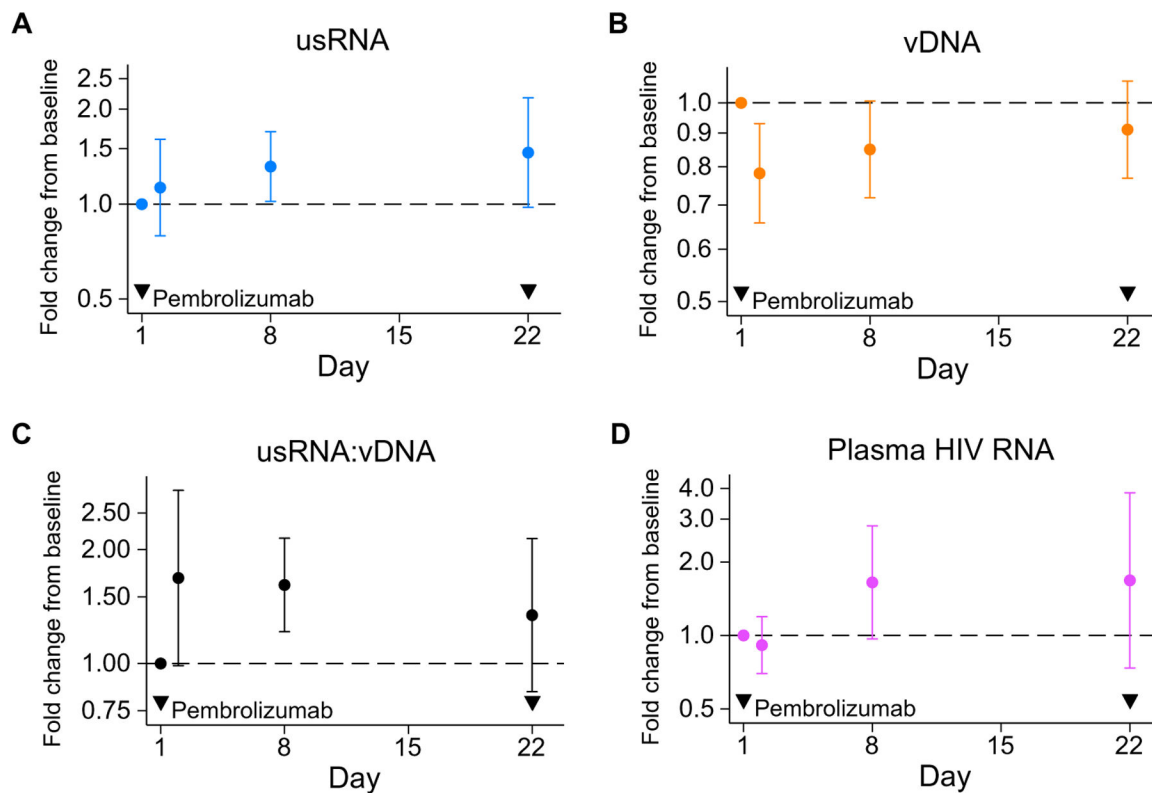 A
usRNA
Fold change from baseline
2.5
2.0
1.5
1.0
0.5
Pembrolizumab
1 8 15 22
Day
B
vDNA
Fold change from baseline
1.0
0.9
0.8
0.7
0.6
0.5
Pembrolizumab
1 8 15 22
Day
C
usRNA:vDNA
Fold change from baseline
2.50
2.00
1.50
1.00
0.75
Pembrolizumab
1 8 15 22
Day
D
Plasma HIV RNA
Fold change from baseline
4.0
3.0
2.0
1.0
0.5
Pembrolizumab
1 8 15 22
Day